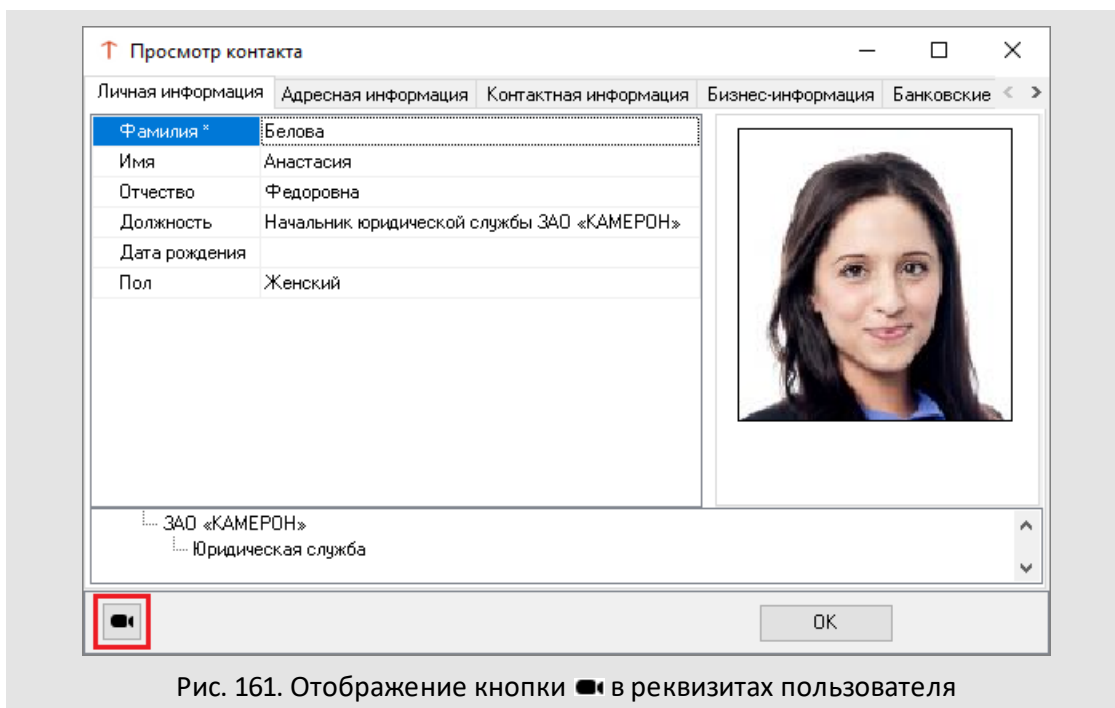 Просмотр контакта
Личная информация Адресная информация Контактная информация Бизнес-информация Банковские
Фамилия * Белова
Имя Анастасия
Отчество Федоровна
Должность Начальник юридической службы ЗАО «КАМЕРОН»
Дата рождения
Пол Женский
ЗАО «КАМЕРОН»
Юридическая служба
OK
Рис. 161. Отображение кнопки в реквизитах пользователя